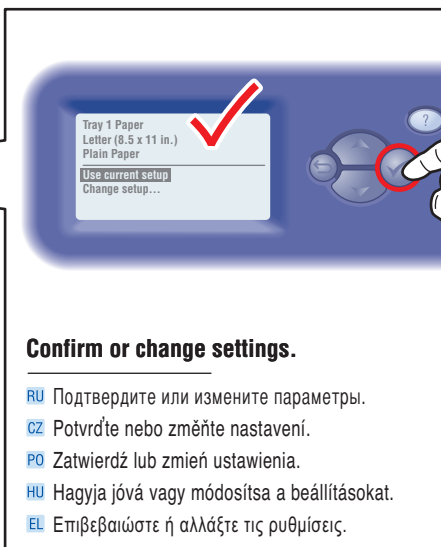 Tray 1 Paper
Letter (8.5 x 11 in.)
Plain Paper
Use current setup
Change setup...
?
Confirm or change settings.
RU Подтвердите или измените параметры.
CZ Potvrďte nebo změňte nastavení.
PO Zatwierdź lub zmień ustawienia.
HU Hagyja jóvá vagy módosítsa a beállításokat.
EL Επιβεβαιώστε ή αλλάξτε τις ρυθμίσεις.